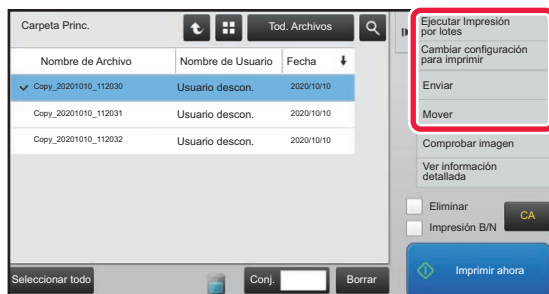 Carpeta Princ.
Tod. Archivos
Nombre de Archivo
Nombre de Usuario
Fecha
Copy_20201010_112030
Usuario descon.
2020/10/10
Copy_20201010_112031
Usuario descon.
2020/10/10
Copy_20201010_112032
Usuario descon.
2020/10/10
Seleccionar todo
Conj.
Borrar
Ejecutar Impresión
por lotes
Cambiar configuración
para imprimir
Enviar
Mover
Comprobar imagen
Ver información
detallada
Eliminar
Impresión B/N
CA
Imprimir ahora